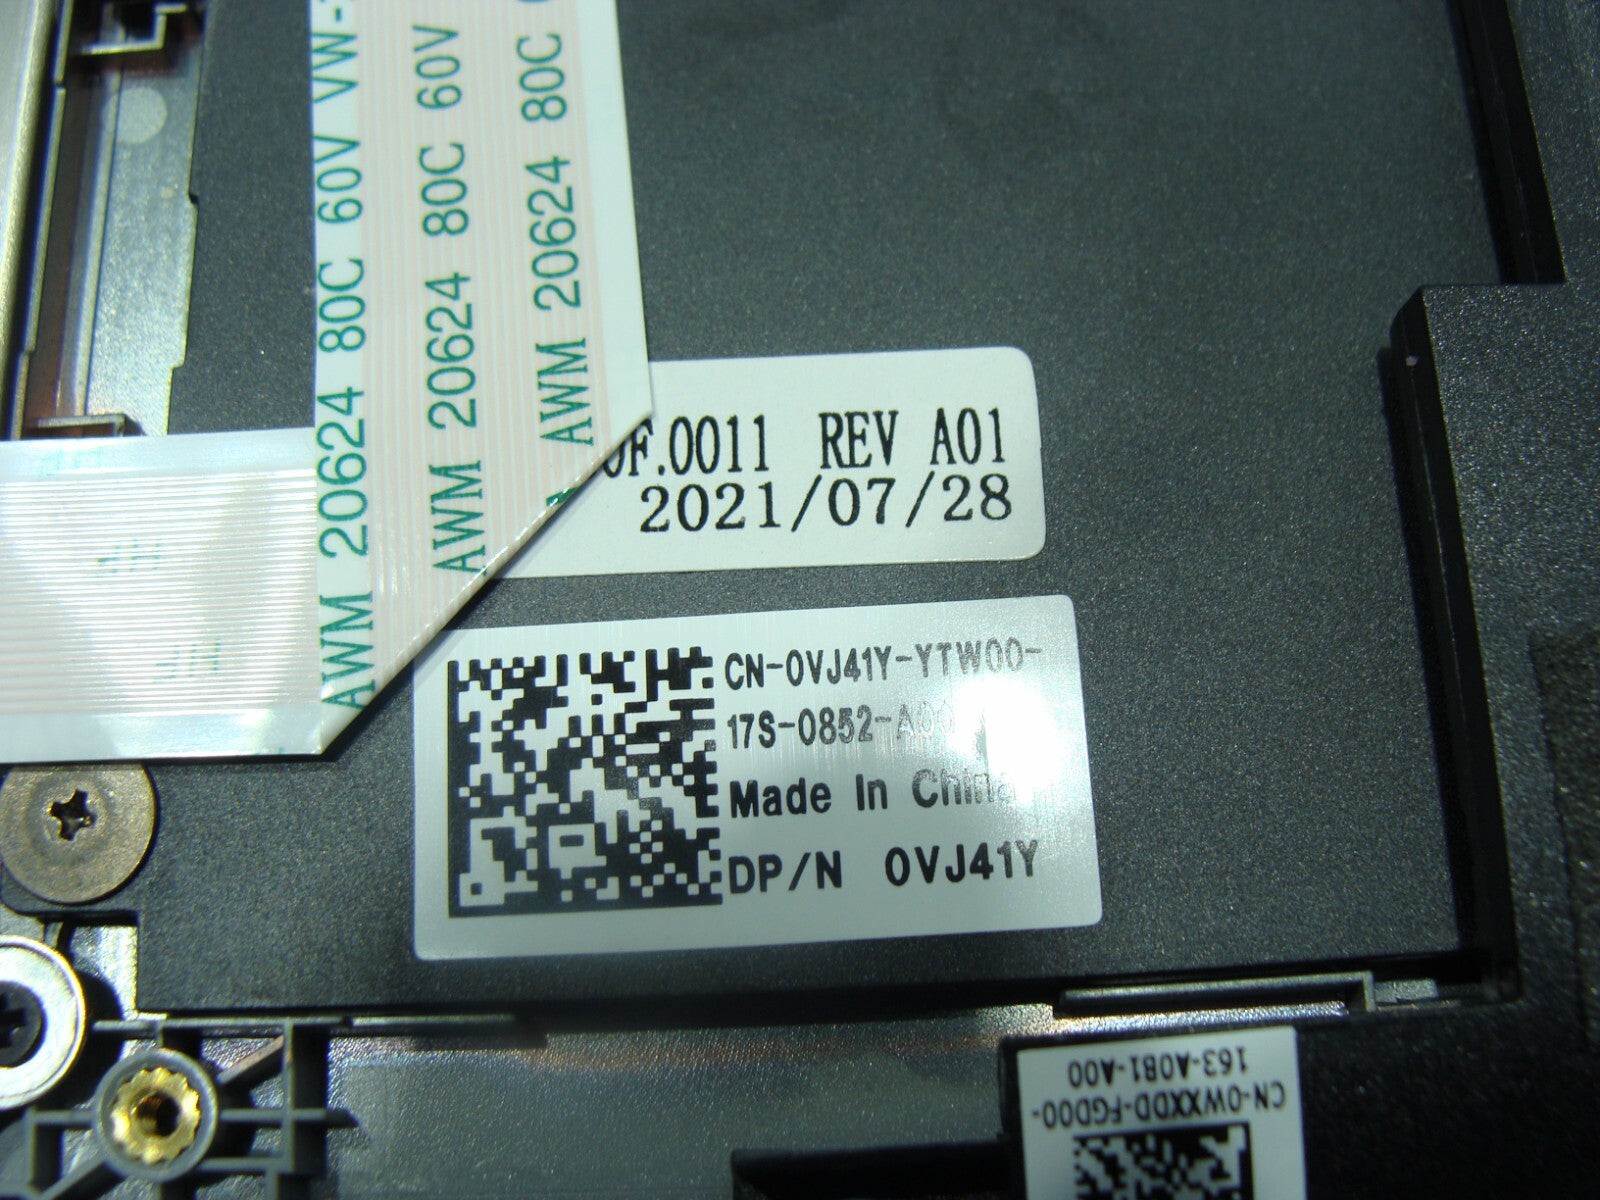 AWM 20624 80C 60V VW-
AWM 20624 80C 60V
AWM 20624 80C
0F.0011 REV A01
2021/07/28
CN-0VJ41Y-YTW00-
17S-0852-A00
Made In China
DP/N 0VJ41Y
CN-0WXXDD-FGD00-
163-A0B1-A00